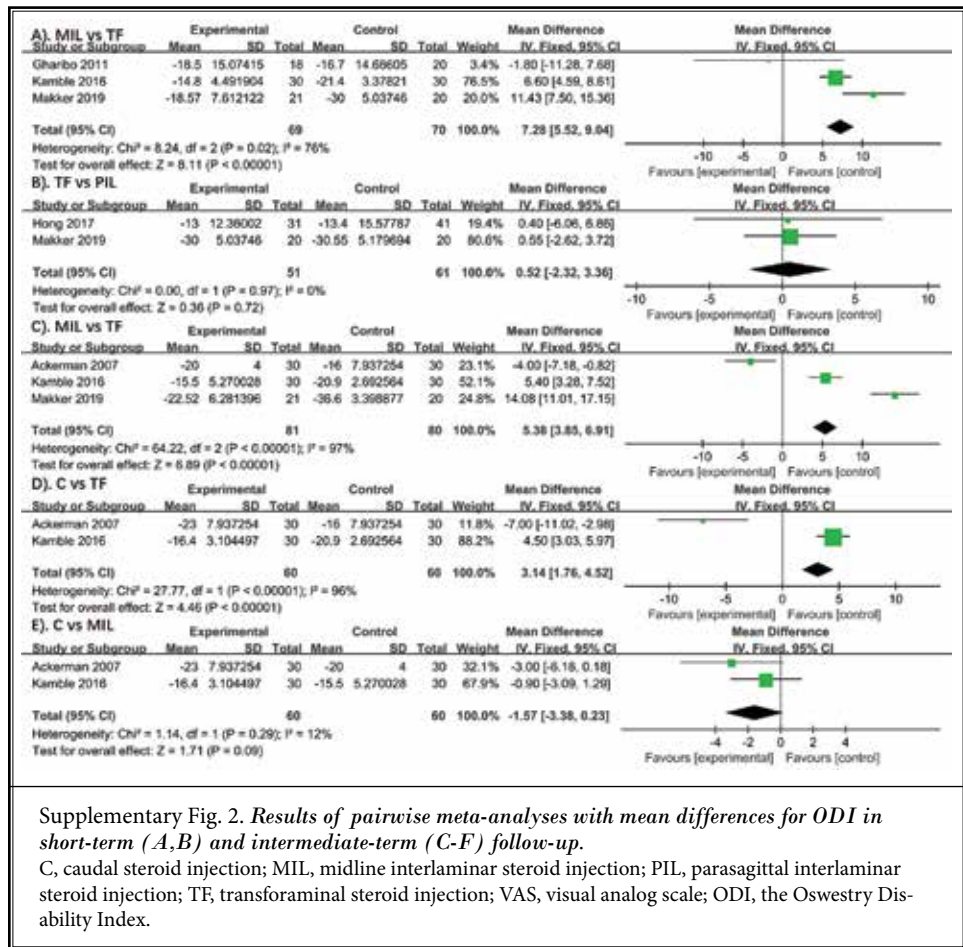 A). MIL vs TF Experimental Control Mean Difference Mean Difference
Study or Subgroup Mean SD Total Mean SD Total Weight IV. Fixed, 95% CI IV. Fixed, 95% CI
Gharibo 2011 -18.5 15.07415 18 -16.7 14.68605 20 3.4% -1.80 [-11.28, 7.68]
Kamble 2016 -14.8 4.491904 30 -21.4 3.37821 30 76.5% 6.60 [4.59, 8.61]
Makker 2019 -18.57 7.612122 21 -30 5.03746 20 20.0% 11.43 [7.50, 15.36]
Total (95% CI) 69 70 100.0% 7.28 [5.52, 9.04]
Heterogeneity: Chi² = 8.24, df = 2 (P = 0.02); I² = 76%
Test for overall effect: Z = 8.11 (P < 0.00001)
-10 -5 0 5 10
Favours [experimental] Favours [control]
B). TF vs PIL Experimental Control Mean Difference Mean Difference
Study or Subgroup Mean SD Total Mean SD Total Weight IV. Fixed, 95% CI IV. Fixed, 95% CI
Hong 2017 -13 12.36002 31 -13.4 15.57787 41 19.4% 0.40 [-6.06, 6.86]
Makker 2019 -30 5.03746 20 -30.55 5.179694 20 80.6% 0.55 [-2.62, 3.72]
Total (95% CI) 51 61 100.0% 0.52 [-2.32, 3.36]
Heterogeneity: Chi² = 0.00, df = 1 (P = 0.97); I² = 0%
Test for overall effect: Z = 0.36 (P = 0.72)
-10 -5 0 5 10
Favours [experimental] Favours [control]
C). MIL vs TF Experimental Control Mean Difference Mean Difference
Study or Subgroup Mean SD Total Mean SD Total Weight IV. Fixed, 95% CI IV. Fixed, 95% CI
Ackerman 2007 -20 4 30 -16 7.937254 30 23.1% -4.00 [-7.18, -0.82]
Kamble 2016 -15.5 5.270028 30 -20.9 2.692564 30 52.1% 5.40 [3.28, 7.52]
Makker 2019 -22.52 6.281396 21 -36.6 3.398877 20 24.8% 14.08 [11.01, 17.15]
Total (95% CI) 81 80 100.0% 5.38 [3.85, 6.91]
Heterogeneity: Chi² = 64.22, df = 2 (P < 0.00001); I² = 97%
Test for overall effect: Z = 6.89 (P < 0.00001)
-10 -5 0 5 10
Favours [experimental] Favours [control]
D). C vs TF Experimental Control Mean Difference Mean Difference
Study or Subgroup Mean SD Total Mean SD Total Weight IV. Fixed, 95% CI IV. Fixed, 95% CI
Ackerman 2007 -23 7.937254 30 -16 7.937254 30 11.8% -7.00 [-11.02, -2.98]
Kamble 2016 -16.4 3.104497 30 -20.9 2.692564 30 88.2% 4.50 [3.03, 5.97]
Total (95% CI) 60 60 100.0% 3.14 [1.76, 4.52]
Heterogeneity: Chi² = 27.77, df = 1 (P < 0.00001); I² = 96%
Test for overall effect: Z = 4.46 (P < 0.00001)
-10 -5 0 5 10
Favours [experimental] Favours [control]
E). C vs MIL Experimental Control Mean Difference Mean Difference
Study or Subgroup Mean SD Total Mean SD Total Weight IV. Fixed, 95% CI IV. Fixed, 95% CI
Ackerman 2007 -23 7.937254 30 -20 4 30 32.1% -3.00 [-6.18, 0.18]
Kamble 2016 -16.4 3.104497 30 -15.5 5.270028 30 67.9% -0.90 [-3.09, 1.29]
Total (95% CI) 60 60 100.0% -1.57 [-3.38, 0.23]
Heterogeneity: Chi² = 1.14, df = 1 (P = 0.29); I² = 12%
Test for overall effect: Z = 1.71 (P = 0.09)
-4 -2 0 2 4
Favours [experimental] Favours [control]
Supplementary Fig. 2. Results of pairwise meta-analyses with mean differences for ODI in
short-term (A,B) and intermediate-term (C-F) follow-up.
C, caudal steroid injection; MIL, midline interlaminar steroid injection; PIL, parasagittal interlaminar
steroid injection; TF, transforaminal steroid injection; VAS, visual analog scale; ODI, the Oswestry Dis-
ability Index.